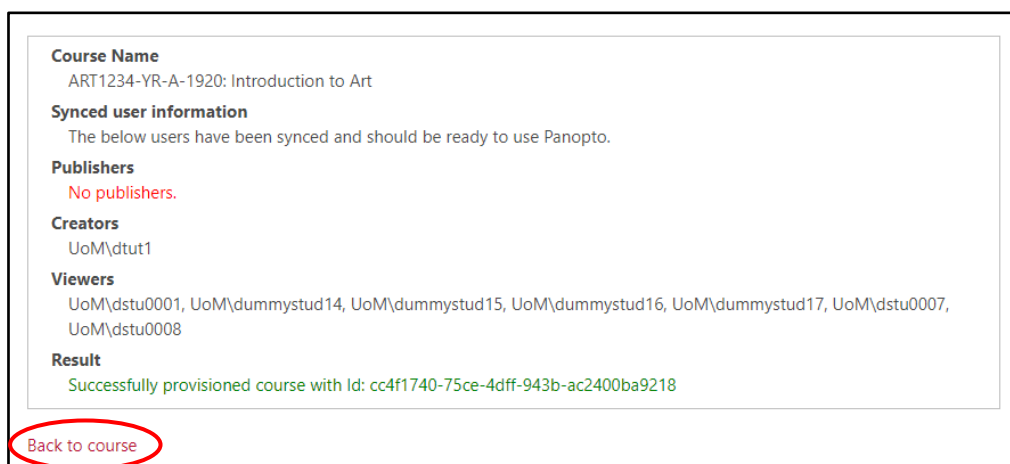 Course Name
ART1234-YR-A-1920: Introduction to Art
Synced user information
The below users have been synced and should be ready to use Panopto.
Publishers
No publishers.
Creators
UoM\dtut1
Viewers
UoM\dstu0001, UoM\dummystud14, UoM\dummystud15, UoM\dummystud16, UoM\dummystud17, UoM\dstu0007,
UoM\dstu0008
Result
Successfully provisioned course with Id: cc4f1740-75ce-4dff-943b-ac2400ba9218
Back to course